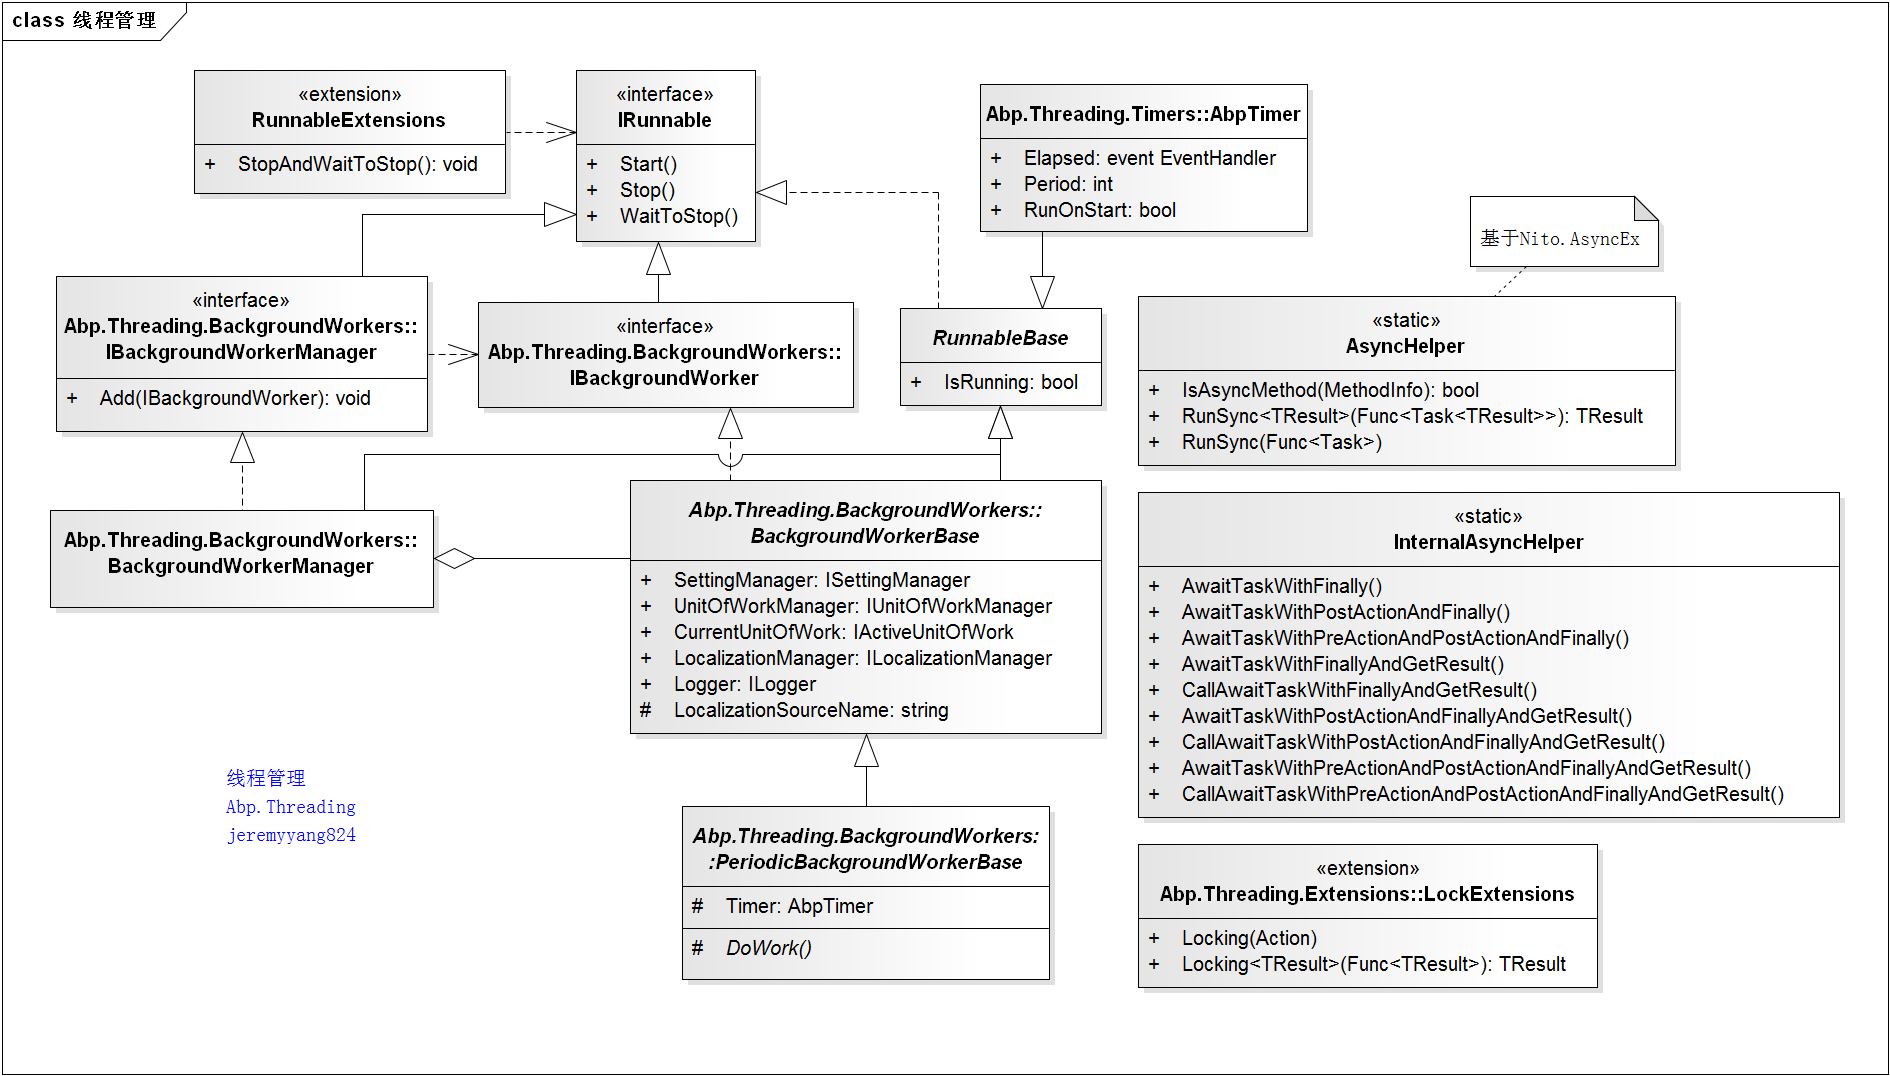 class 线程管理
«extension»
RunnableExtensions
+ StopAndWaitToStop(): void
«interface»
IRunnable
+ Start()
+ Stop()
+ WaitToStop()
Abp.Threading.Timers::AbpTimer
+ Elapsed: event EventHandler
+ Period: int
+ RunOnStart: bool
基于Nito.AsyncEx
«interface»
Abp.Threading.BackgroundWorkers::
IBackgroundWorkerManager
+ Add(IBackgroundWorker): void
«interface»
Abp.Threading.BackgroundWorkers::
IBackgroundWorker
RunnableBase
+ IsRunning: bool
«static»
AsyncHelper
+ IsAsyncMethod(MethodInfo): bool
+ RunSync<TResult>(Func<Task<TResult>>): TResult
+ RunSync(Func<Task>)
Abp.Threading.BackgroundWorkers::
BackgroundWorkerManager
Abp.Threading.BackgroundWorkers::
BackgroundWorkerBase
+ SettingManager: ISettingManager
+ UnitOfWorkManager: IUnitOfWorkManager
+ CurrentUnitOfWork: IActiveUnitOfWork
+ LocalizationManager: ILocalizationManager
+ Logger: ILogger
# LocalizationSourceName: string
«static»
InternalAsyncHelper
+ AwaitTaskWithFinally()
+ AwaitTaskWithPostActionAndFinally()
+ AwaitTaskWithPreActionAndPostActionAndFinally()
+ AwaitTaskWithFinallyAndGetResult()
+ CallAwaitTaskWithFinallyAndGetResult()
+ AwaitTaskWithPostActionAndFinallyAndGetResult()
+ CallAwaitTaskWithPostActionAndFinallyAndGetResult()
+ AwaitTaskWithPreActionAndPostActionAndFinallyAndGetResult()
+ CallAwaitTaskWithPreActionAndPostActionAndFinallyAndGetResult()
线程管理
Abp.Threading
jeremyyang824
Abp.Threading.BackgroundWorkers:
:PeriodicBackgroundWorkerBase
# Timer: AbpTimer
# DoWork()
«extension»
Abp.Threading.Extensions::LockExtensions
+ Locking(Action)
+ Locking<TResult>(Func<TResult>): TResult